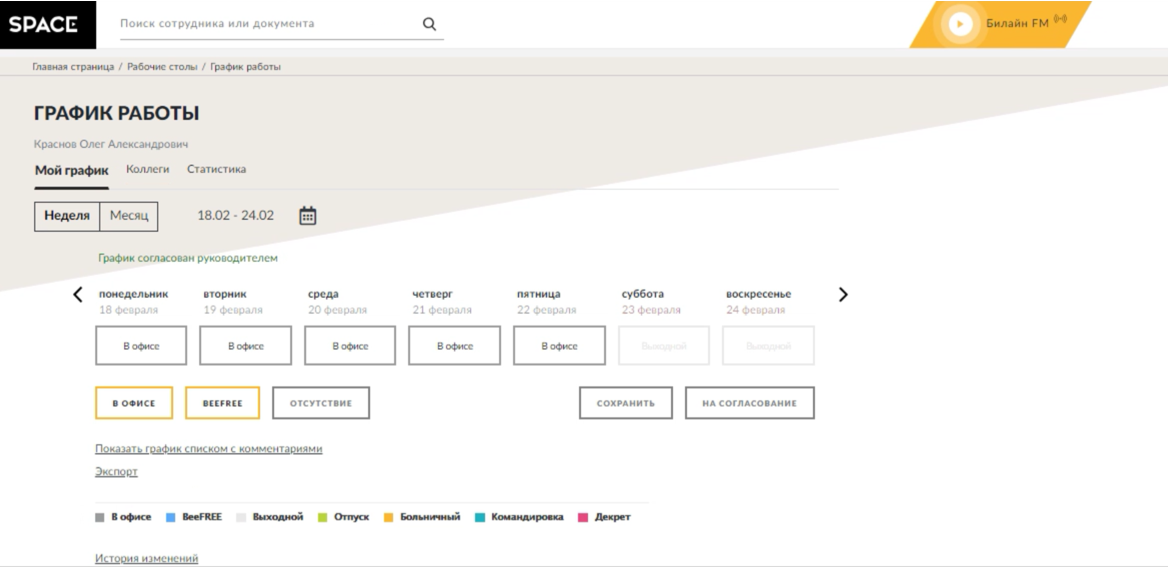 SPACE
Поиск сотрудника или документа
Билайн FM
Главная страница / Рабочие столы / График работы
ГРАФИК РАБОТЫ
Краснов Олег Александрович
Мой график Коллеги Статистика
Неделя Месяц 18.02 - 24.02
График согласован руководителем
понедельник вторник среда четверг пятница суббота воскресенье
18 февраля 19 февраля 20 февраля 21 февраля 22 февраля 23 февраля 24 февраля
В офисе В офисе В офисе В офисе В офисе Выходной Выходной
В ОФИСЕ BEEFREE ОТСУТСТВИЕ СОХРАНИТЬ НА СОГЛАСОВАНИЕ
Показать график списком с комментариями
Экспорт
В офисе BeeFREE Выходной Отпуск Больничный Командировка Декрет
История изменений